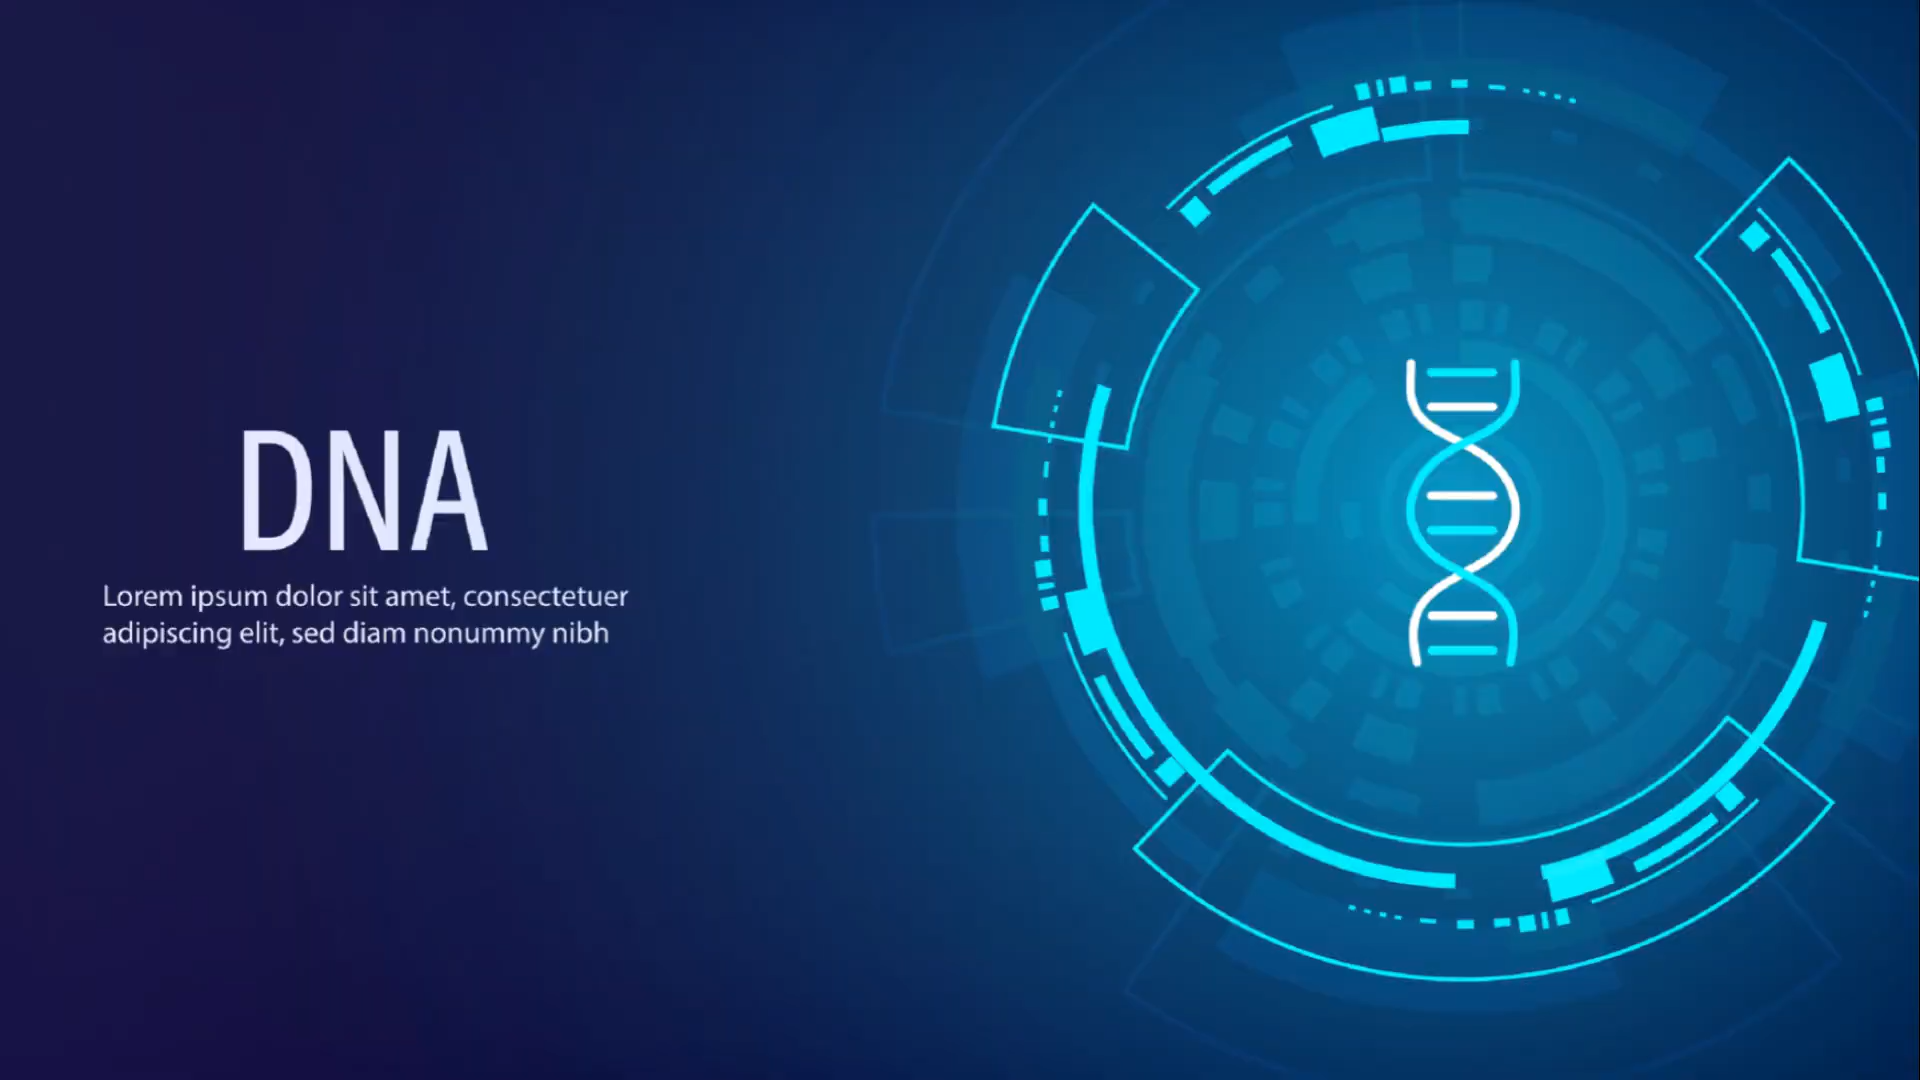 DNA
Lorem ipsum dolor sit amet, consectetuer
adipiscing elit, sed diam nonummy nibh